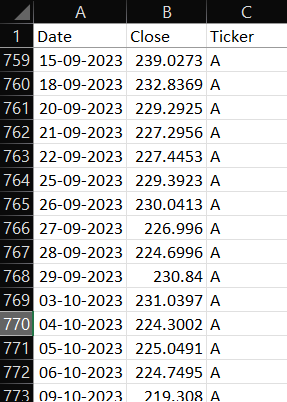 A B C
1 Date Close Ticker
759 15-09-2023 239.0273 A
760 18-09-2023 232.8369 A
761 20-09-2023 229.2925 A
762 21-09-2023 227.2956 A
763 22-09-2023 227.4453 A
764 25-09-2023 229.3923 A
765 26-09-2023 230.0413 A
766 27-09-2023 226.996 A
767 28-09-2023 224.6996 A
768 29-09-2023 230.84 A
769 03-10-2023 231.0397 A
770 04-10-2023 224.3002 A
771 05-10-2023 225.0491 A
772 06-10-2023 224.7495 A
773 09-10-2023 219.308 A